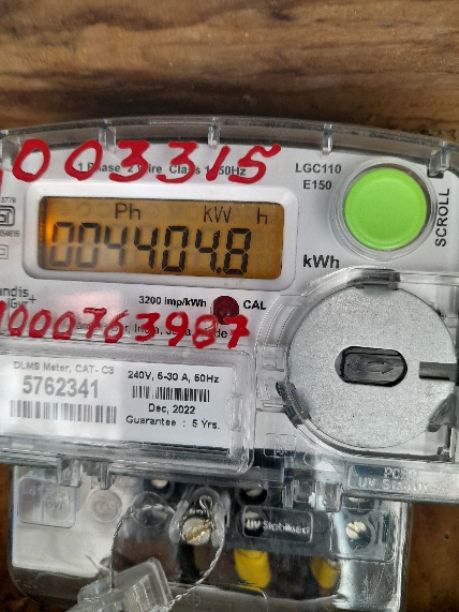 1003315
1 Phase 2 Wire Class 1 50Hz
LGC110
E150
SCROLL
Ph kW h
004404.8
kWh
3200 imp/kWh CAL
1000763987
DLMS Meter, CAT- C3
5762341
240V, 5-30 A, 50Hz
Dec, 2022
Guarantee : 5 Yrs.
UV Stabilised